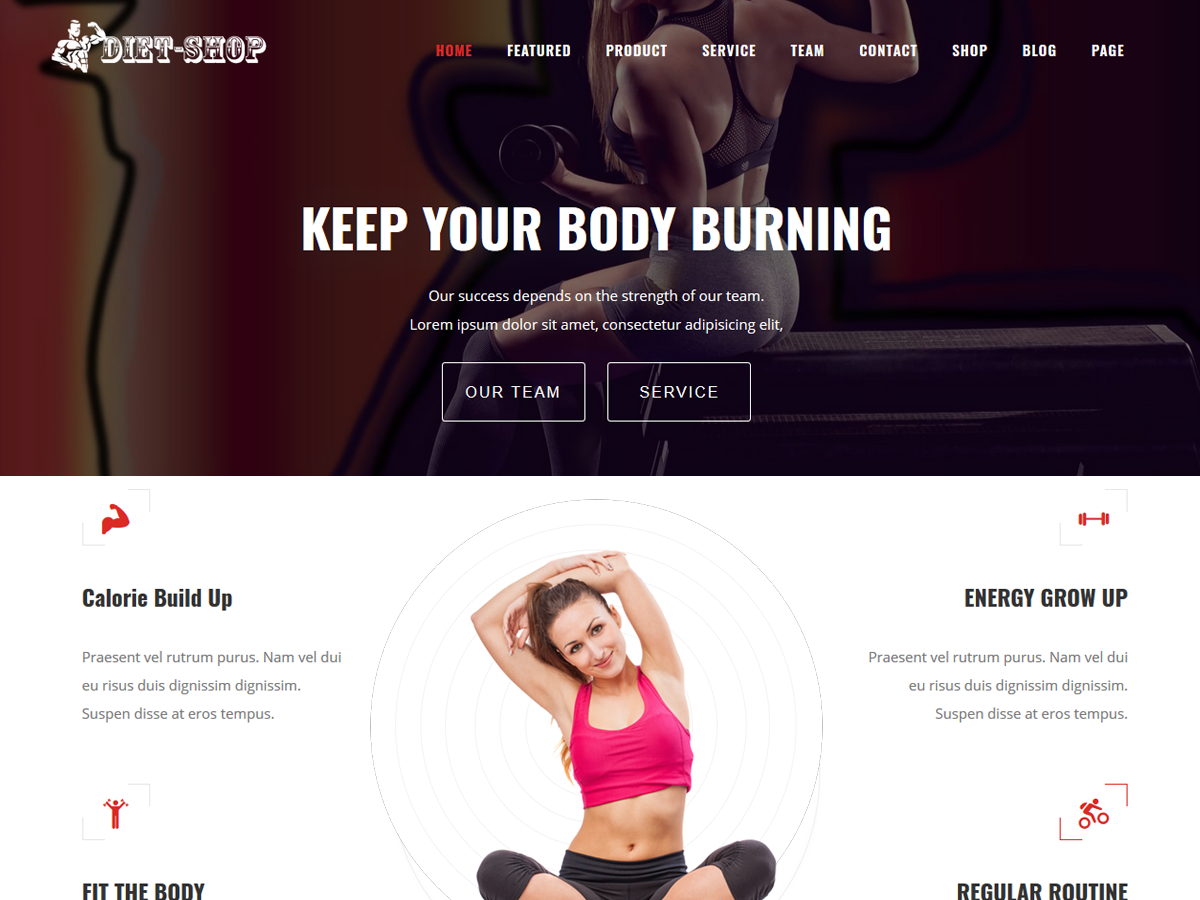 DIET-SHOP
HOME FEATURED PRODUCT SERVICE TEAM CONTACT SHOP BLOG PAGE
KEEP YOUR BODY BURNING
Our success depends on the strength of our team.
Lorem ipsum dolor sit amet, consectetur adipisicing elit,
OUR TEAM
SERVICE
Calorie Build Up
Praesent vel rutrum purus. Nam vel dui
eu risus duis dignissim dignissim.
Suspen disse at eros tempus.
ENERGY GROW UP
Praesent vel rutrum purus. Nam vel dui
eu risus duis dignissim dignissim.
Suspen disse at eros tempus.
FIT THE BODY
REGULAR ROUTINE